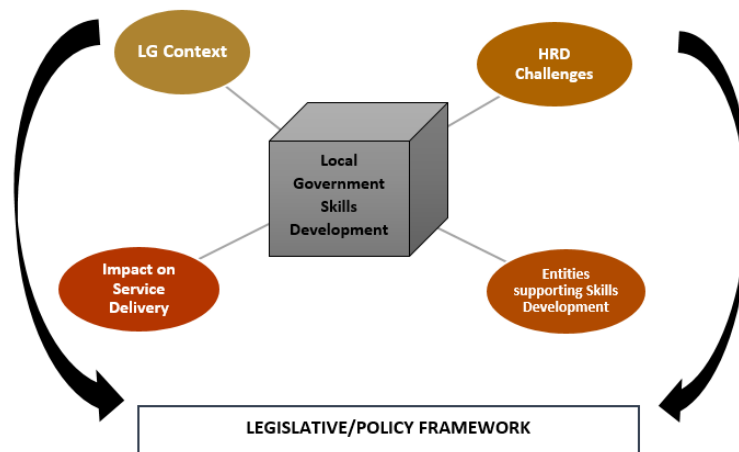 LG Context
HRD
Challenges
Local
Government
Skills
Development
Impact on
Service
Delivery
Entities
supporting Skills
Development
LEGISLATIVE/POLICY FRAMEWORK